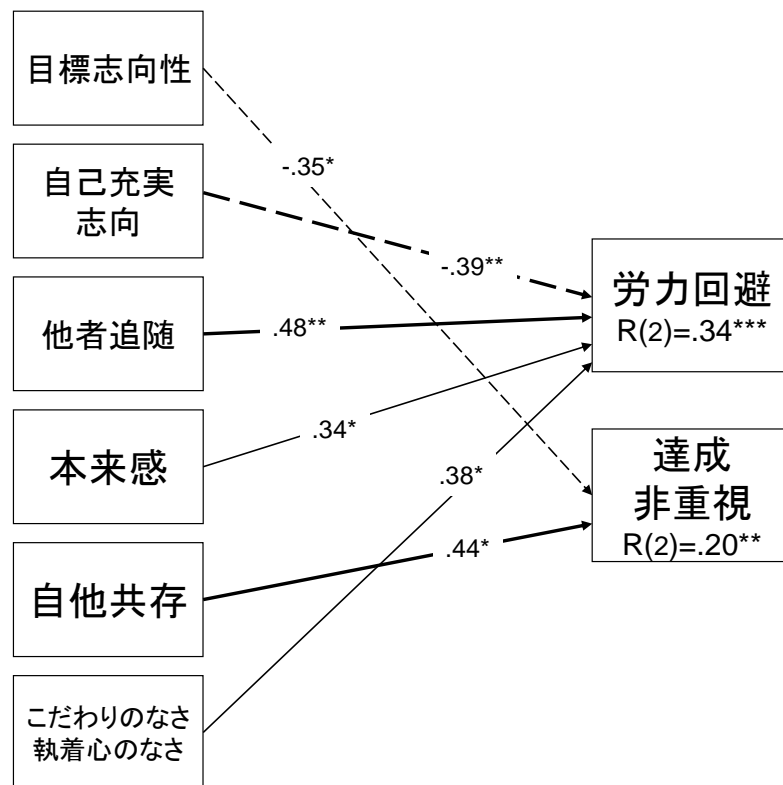 目標志向性
自己充実
志向
他者追随
本来感
自他共存
こだわりのなさ
執着心のなさ
-.35*
-.39**
.48**
.34*
.38*
.44*
労力回避
R(2)=.34***
達成
非重視
R(2)=.20**